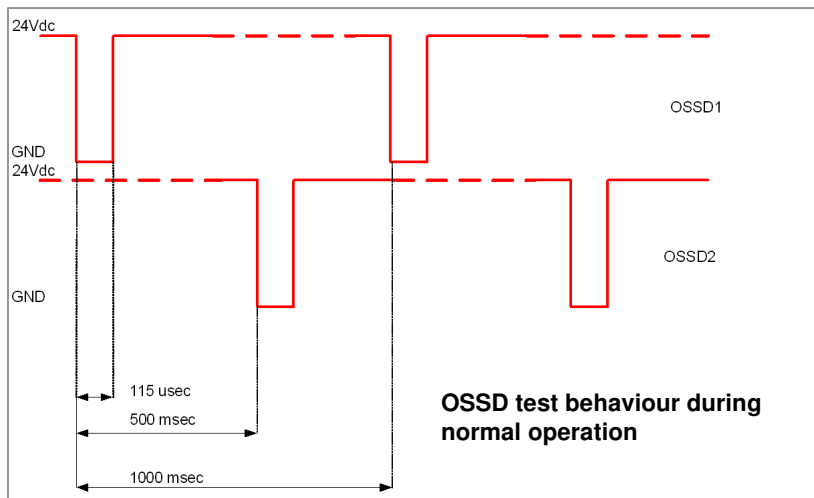 24Vdc
OSSD1
GND
24Vdc
OSSD2
GND
115 usec
500 msec
1000 msec
OSSD test behaviour during
normal operation